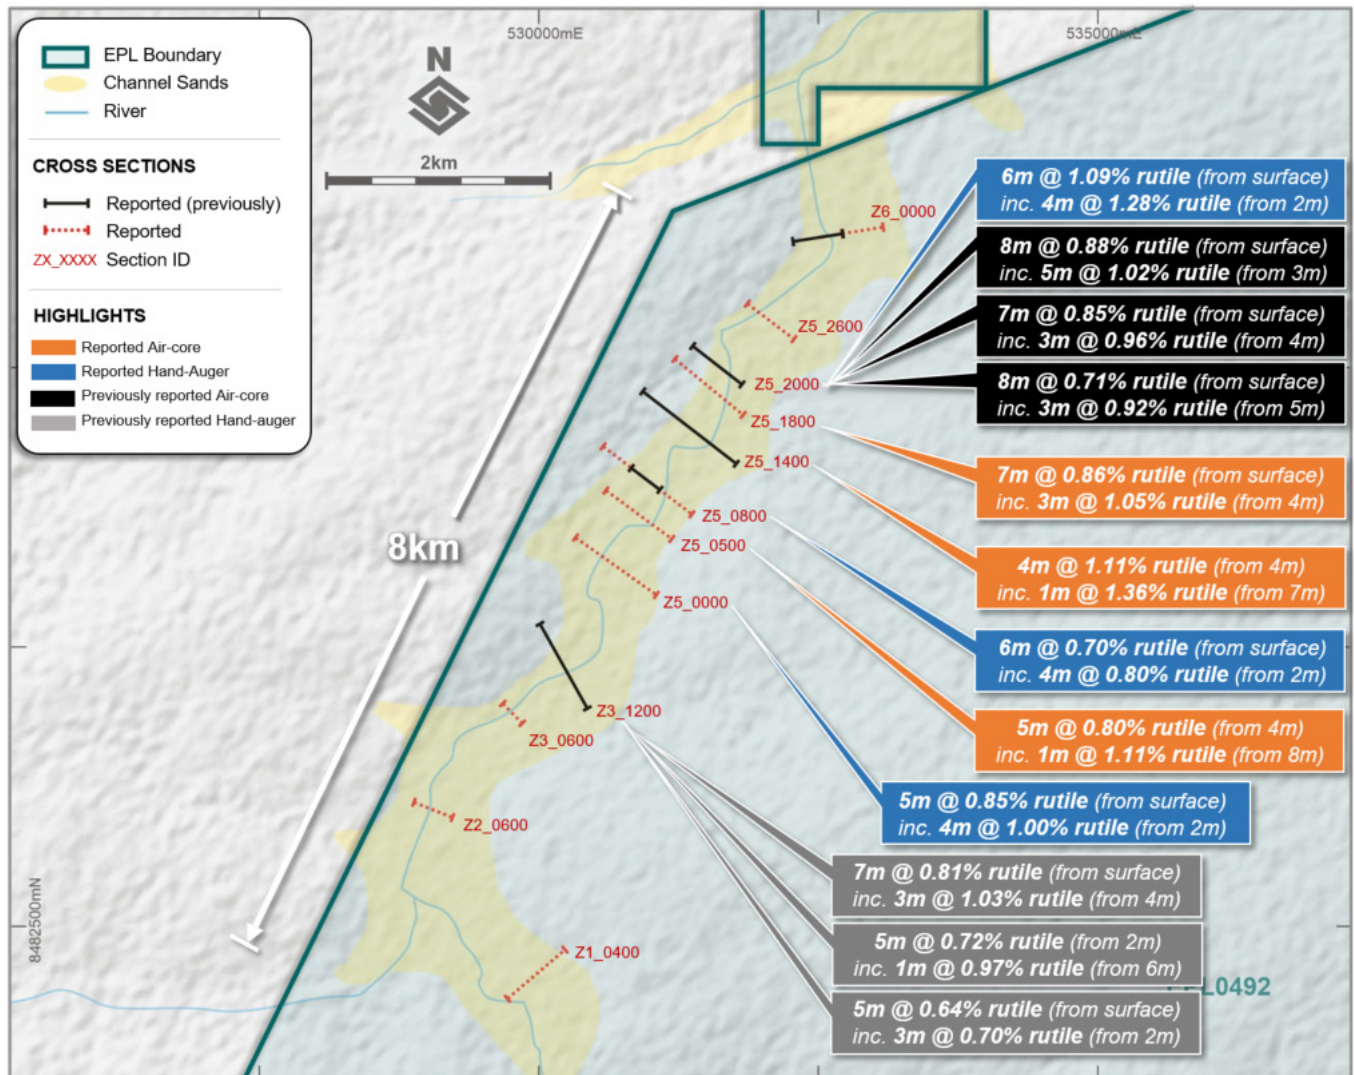 530000mE
535000mE
EPL Boundary
Channel Sands
River
CROSS SECTIONS
Reported (previously)
Reported
ZX_XXXX Section ID
HIGHLIGHTS
Reported Air-core
Reported Hand-Auger
Previously reported Air-core
Previously reported Hand-auger
N
2km
8km
8482500mN
Z6_0000
Z5_2600
Z5_2000
Z5_1800
Z5_1400
Z5_0800
Z5_0500
Z5_0000
Z3_1200
Z3_0600
Z2_0600
Z1_0400
6m @ 1.09% rutile (from surface)
inc. 4m @ 1.28% rutile (from 2m)
8m @ 0.88% rutile (from surface)
inc. 5m @ 1.02% rutile (from 3m)
7m @ 0.85% rutile (from surface)
inc. 3m @ 0.96% rutile (from 4m)
8m @ 0.71% rutile (from surface)
inc. 3m @ 0.92% rutile (from 5m)
7m @ 0.86% rutile (from surface)
inc. 3m @ 1.05% rutile (from 4m)
4m @ 1.11% rutile (from 4m)
inc. 1m @ 1.36% rutile (from 7m)
6m @ 0.70% rutile (from surface)
inc. 4m @ 0.80% rutile (from 2m)
5m @ 0.80% rutile (from 4m)
inc. 1m @ 1.11% rutile (from 8m)
5m @ 0.85% rutile (from surface)
inc. 4m @ 1.00% rutile (from 2m)
7m @ 0.81% rutile (from surface)
inc. 3m @ 1.03% rutile (from 4m)
5m @ 0.72% rutile (from 2m)
inc. 1m @ 0.97% rutile (from 6m)
5m @ 0.64% rutile (from surface)
inc. 3m @ 0.70% rutile (from 2m)